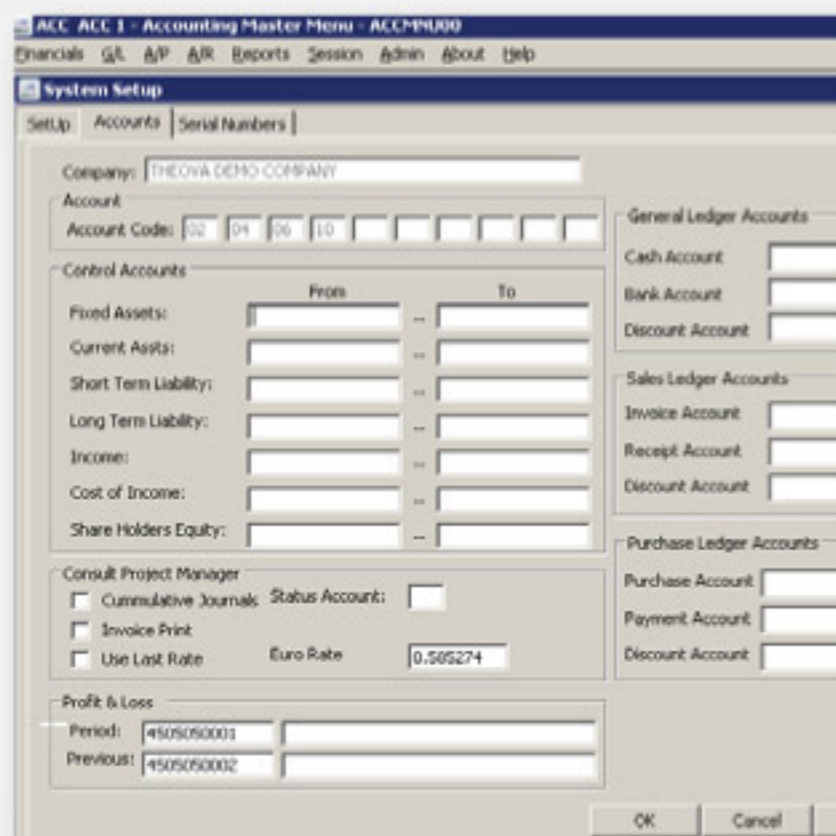 ACC ACC 1 - Accounting Master Menu - ACCMNU00
Financials G/L A/P A/R Reports Session Admin About Help
System Setup
SetUp Accounts Serial Numbers
Company: THEOVA DEMO COMPANY
Account
Account Code: 02 04 06 10
Control Accounts
From To
Fixed Assets: ...
Current Assts: ...
Short Term Liability: ...
Long Term Liability: ...
Income: ...
Cost of Income: ...
Share Holders Equity: ...
Consult Project Manager
Cummulative Journals Status Account:
Invoice Print
Use Last Rate Euro Rate 0.585274
Profit & Loss
Period: 4505050001
Previous: 4505050002
General Ledger Accounts
Cash Account
Bank Account
Discount Account
Sales Ledger Accounts
Invoice Account
Receipt Account
Discount Account
Purchase Ledger Accounts
Purchase Account
Payment Account
Discount Account
OK Cancel